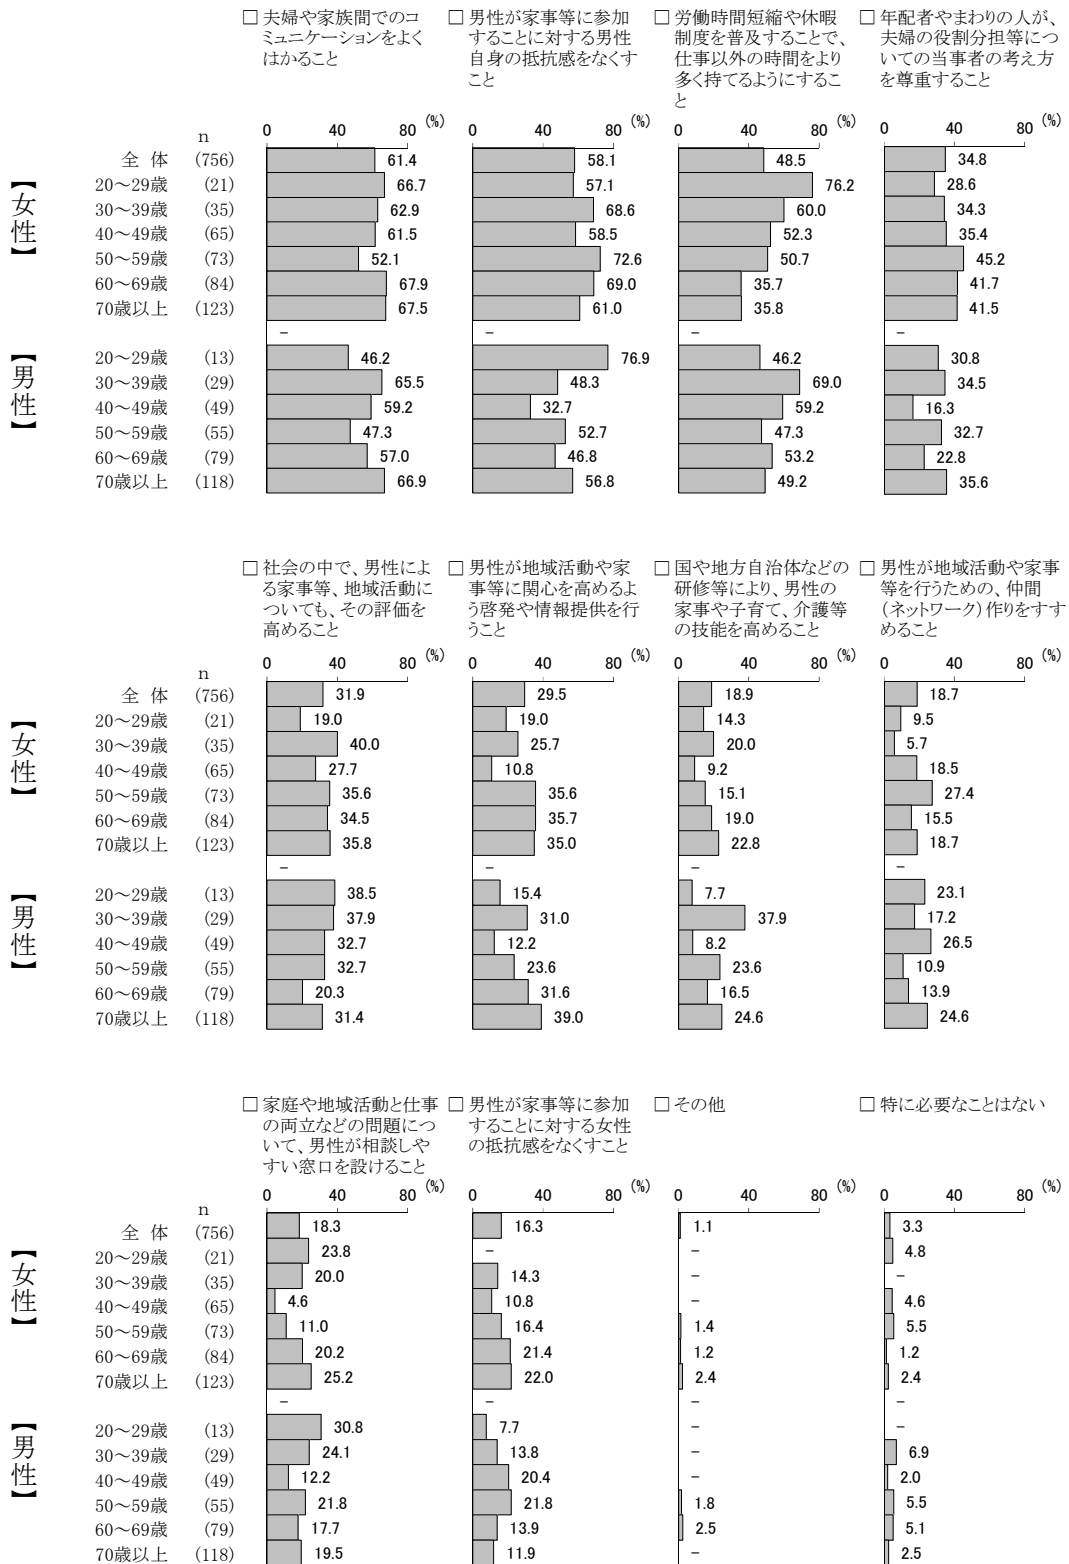 □ 夫婦や家族間でのコ
ミュニケーションをよく
はかること
□ 男性が家事等に参加
することに対する男性
自身の抵抗感をなくす
こと
□ 労働時間短縮や休暇
制度を普及することで、
仕事以外の時間をより
多く持てるようにするこ
と
□ 年配者やまわりの人が、
夫婦の役割分担等につ
いての当事者の考え方
を尊重すること
0 40 80 (%) 0 40 80 (%) 0 40 80 (%) 0 40 80 (%)
n
全 体 (756) 61.4 58.1 48.5 34.8
【女性】
20～29歳 (21) 66.7 57.1 76.2 28.6
30～39歳 (35) 62.9 68.6 60.0 34.3
40～49歳 (65) 61.5 58.5 52.3 35.4
50～59歳 (73) 52.1 72.6 50.7 45.2
60～69歳 (84) 67.9 69.0 35.7 41.7
70歳以上 (123) 67.5 61.0 35.8 41.5
－ － － －
【男性】
20～29歳 (13) 46.2 76.9 46.2 30.8
30～39歳 (29) 65.5 48.3 69.0 34.5
40～49歳 (49) 59.2 32.7 59.2 16.3
50～59歳 (55) 47.3 52.7 47.3 32.7
60～69歳 (79) 57.0 46.8 53.2 22.8
70歳以上 (118) 66.9 56.8 49.2 35.6
□ 社会の中で、男性によ
る家事等、地域活動に
ついても、その評価を
高めること
□ 男性が地域活動や家
事等に関心を高めるよ
う啓発や情報提供を行
うこと
□ 国や地方自治体などの
研修等により、男性の
家事や子育て、介護等
の技能を高めること
□ 男性が地域活動や家事
等を行うための、仲間
（ネットワーク）作りをすす
めること
0 40 80 (%) 0 40 80 (%) 0 40 80 (%) 0 40 80 (%)
n
全 体 (756) 31.9 29.5 18.9 18.7
【女性】
20～29歳 (21) 19.0 19.0 14.3 9.5
30～39歳 (35) 40.0 25.7 20.0 5.7
40～49歳 (65) 27.7 10.8 9.2 18.5
50～59歳 (73) 35.6 35.6 15.1 27.4
60～69歳 (84) 34.5 35.7 19.0 15.5
70歳以上 (123) 35.8 35.0 22.8 18.7
－ － － －
【男性】
20～29歳 (13) 38.5 15.4 7.7 23.1
30～39歳 (29) 37.9 31.0 37.9 17.2
40～49歳 (49) 32.7 12.2 8.2 26.5
50～59歳 (55) 32.7 23.6 23.6 10.9
60～69歳 (79) 20.3 31.6 16.5 13.9
70歳以上 (118) 31.4 39.0 24.6 24.6
□ 家庭や地域活動と仕事
の両立などの問題につ
いて、男性が相談しや
すい窓口を設けること
□ 男性が家事等に参加
することに対する女性
の抵抗感をなくすこと
□ その他
□ 特に必要なことはない
0 40 80 (%) 0 40 80 (%) 0 40 80 (%) 0 40 80 (%)
n
全 体 (756) 18.3 16.3 1.1 3.3
【女性】
20～29歳 (21) 23.8 － － 4.8
30～39歳 (35) 20.0 14.3 － －
40～49歳 (65) 4.6 10.8 － 4.6
50～59歳 (73) 11.0 16.4 1.4 5.5
60～69歳 (84) 20.2 21.4 1.2 1.2
70歳以上 (123) 25.2 22.0 2.4 2.4
－ － － －
【男性】
20～29歳 (13) 30.8 7.7 － －
30～39歳 (29) 24.1 13.8 － 6.9
40～49歳 (49) 12.2 20.4 － 2.0
50～59歳 (55) 21.8 21.8 1.8 5.5
60～69歳 (79) 17.7 13.9 2.5 5.1
70歳以上 (118) 19.5 11.9 － 2.5